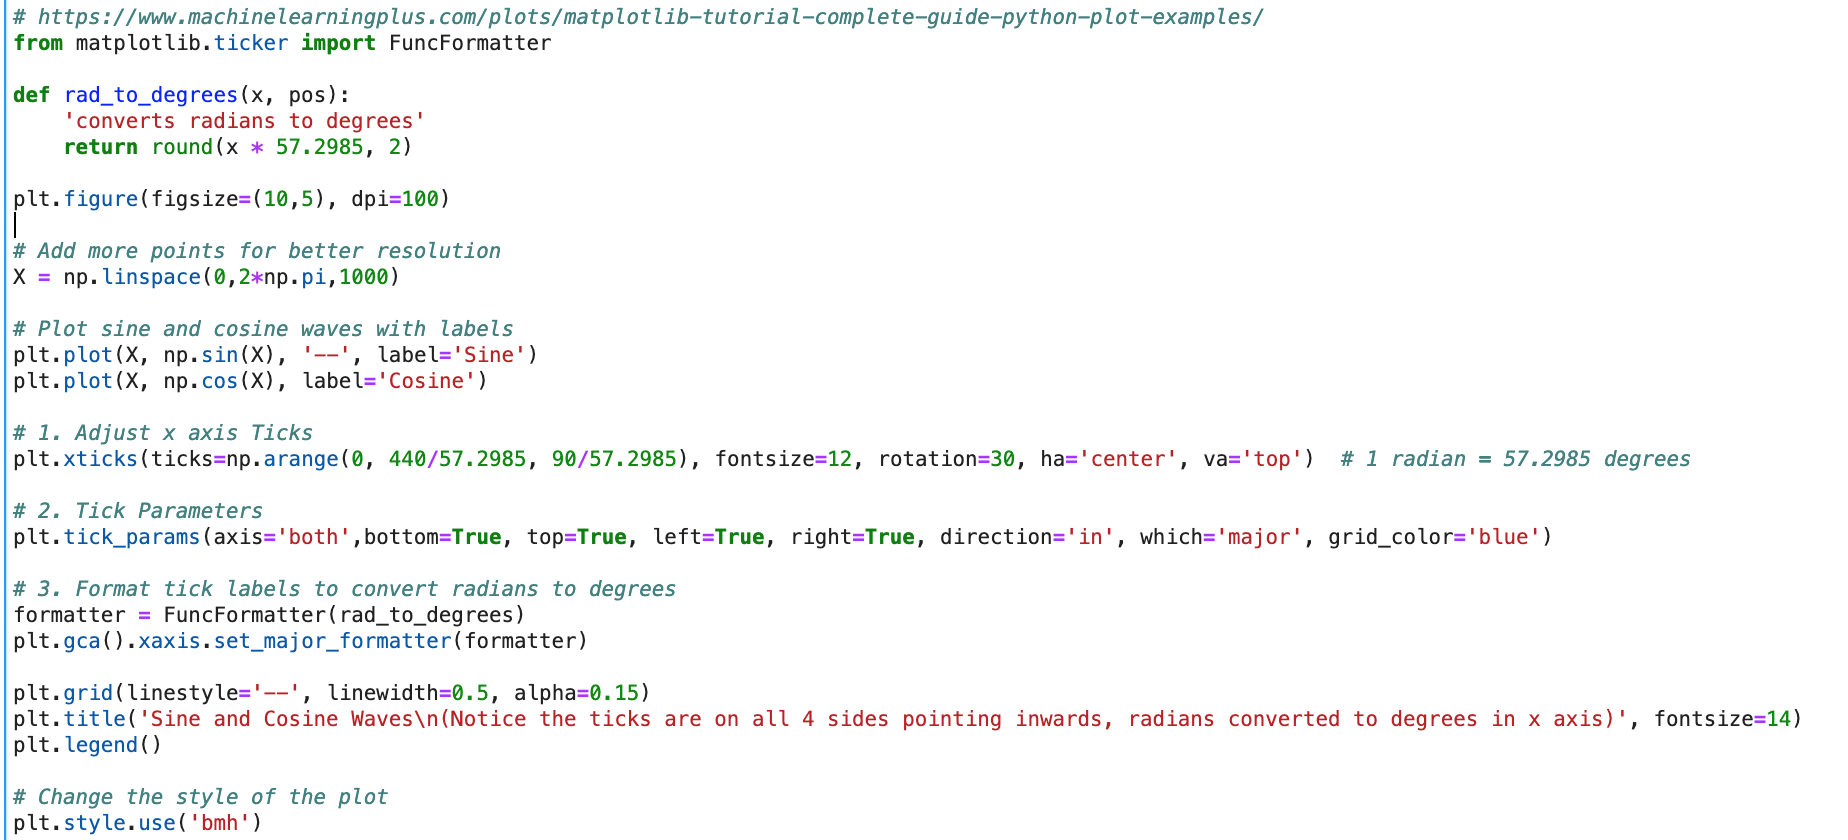 # https://www.machinelearningplus.com/plots/matplotlib-tutorial-complete-guide-python-plot-examples/
from matplotlib.ticker import FuncFormatter

def rad_to_degrees(x, pos):
    'converts radians to degrees'
    return round(x * 57.2985, 2)

plt.figure(figsize=(10,5), dpi=100)

# Add more points for better resolution
X = np.linspace(0,2*np.pi,1000)

# Plot sine and cosine waves with labels
plt.plot(X, np.sin(X), '--', label='Sine')
plt.plot(X, np.cos(X), label='Cosine')

# 1. Adjust x axis Ticks
plt.xticks(ticks=np.arange(0, 440/57.2985, 90/57.2985), fontsize=12, rotation=30, ha='center', va='top')  # 1 radian = 57.2985 degrees

# 2. Tick Parameters
plt.tick_params(axis='both',bottom=True, top=True, left=True, right=True, direction='in', which='major', grid_color='blue')

# 3. Format tick labels to convert radians to degrees
formatter = FuncFormatter(rad_to_degrees)
plt.gca().xaxis.set_major_formatter(formatter)

plt.grid(linestyle='--', linewidth=0.5, alpha=0.15)
plt.title('Sine and Cosine Waves\n(Notice the ticks are on all 4 sides pointing inwards, radians converted to degrees in x axis)', fontsize=14)
plt.legend()

# Change the style of the plot
plt.style.use('bmh')